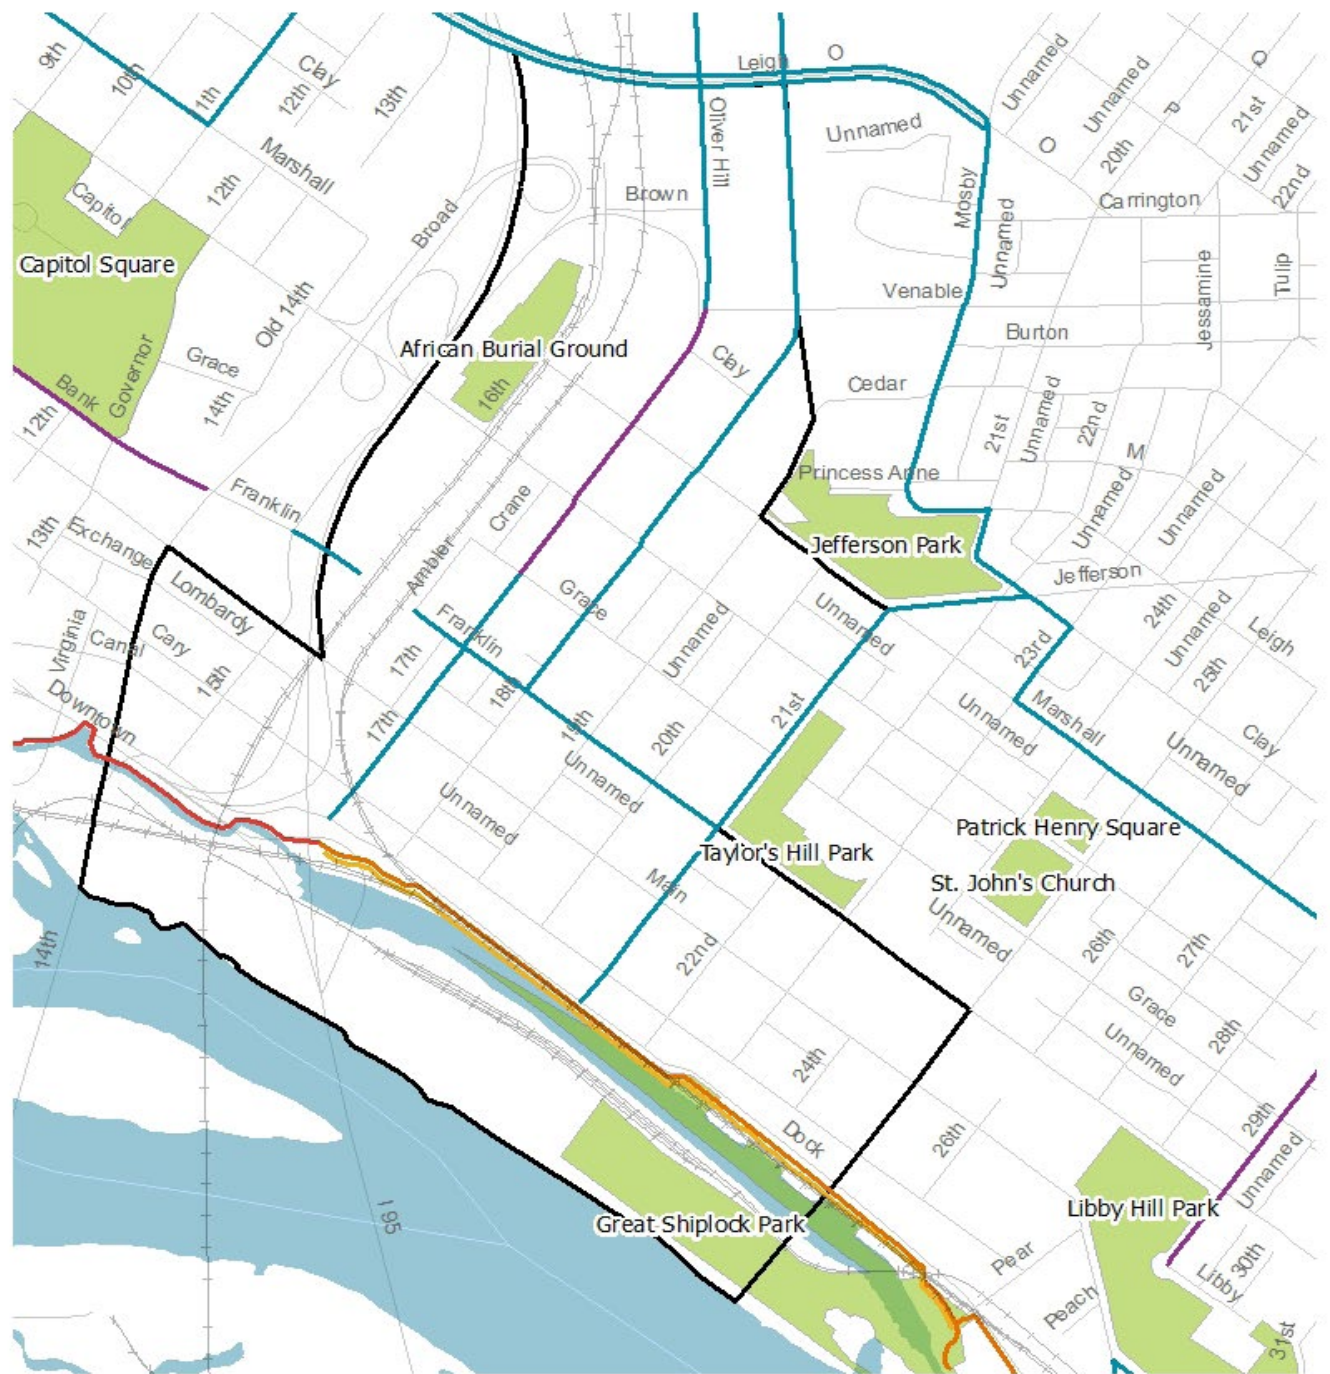 9th
10th
11th
Clay
12th
13th
Leigh
O
Unnamed
Unnamed
O
P
21st
Unnamed
22nd
20th
O
Unnamed
Oliver Hill
Marshall
12th
Capitol
Brown
Mosby
Unnamed
Carrington
Broad
Capitol Square
Venable
Jessamine
Tulip
Old 14th
Burton
Governor
Grace
African Burial Ground
Clay
Cedar
Bank
12th
14th
16th
21st
Unnamed
22nd
M
Princess Anne
Franklin
Crane
Unnamed
Unnamed
13th
Exchange
Jefferson Park
Ambler
Jefferson
Lombardy
Grace
Franklin
Unnamed
Unnamed
24th
Unnamed
Leigh
Virginia
Canal
Cary
15th
17th
23rd
25th
Downtown
18th
21st
Unnamed
Marshall
Clay
17th
19th
20th
Unnamed
Unnamed
Unnamed
Patrick Henry Square
Taylor's Hill Park
Main
St. John's Church
Unnamed
14th
22nd
26th
27th
Grace
28th
Unnamed
24th
Dock
26th
29th
Unnamed
I 95
Great Shiplock Park
Libby Hill Park
Pear
30th
Libby
Peach
31st